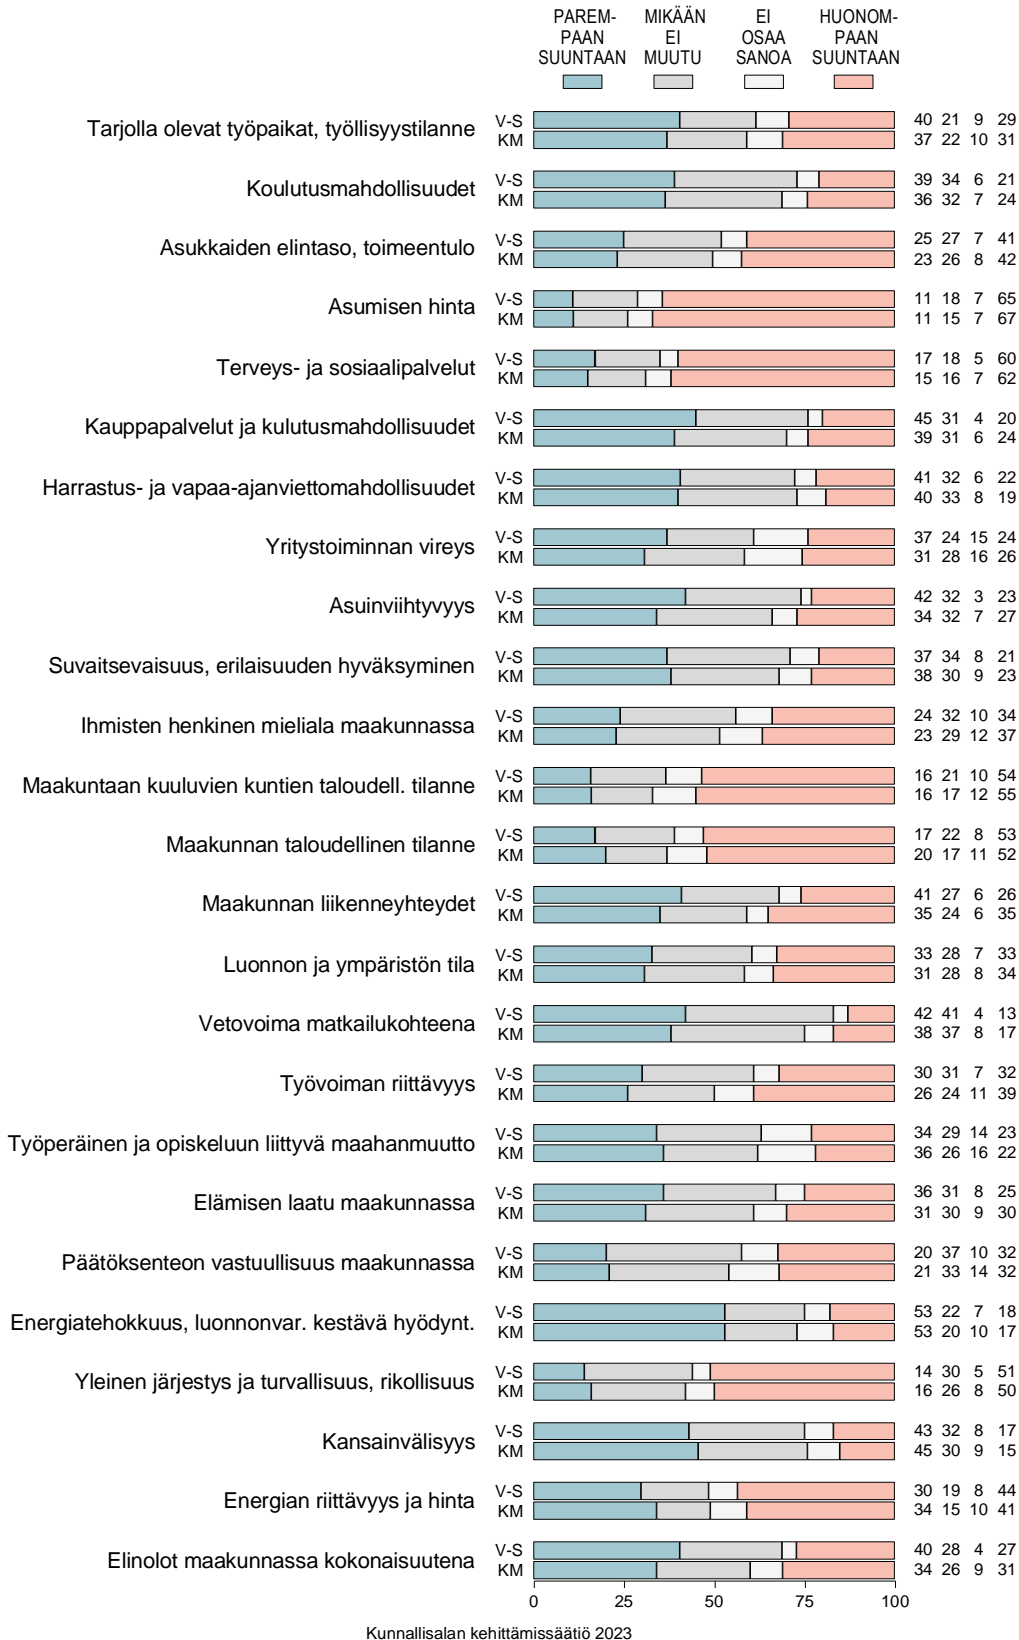 PAREM- MIKÄÄN EI HUONOM-
PAAN EI OSAA PAAN
SUUNTAAN MUUTU SANOA SUUNTAAN
Tarjolla olevat työpaikat, työllisyystilanne
V-S 40 21 9 29
KM 37 22 10 31
Koulutusmahdollisuudet
V-S 39 34 6 21
KM 36 32 7 24
Asukkaiden elintaso, toimeentulo
V-S 25 27 7 41
KM 23 26 8 42
Asumisen hinta
V-S 11 18 7 65
KM 11 15 7 67
Terveys- ja sosiaalipalvelut
V-S 17 18 5 60
KM 15 16 7 62
Kauppapalvelut ja kulutusmahdollisuudet
V-S 45 31 4 20
KM 39 31 6 24
Harrastus- ja vapaa-ajanviettomahdollisuudet
V-S 41 32 6 22
KM 40 33 8 19
Yritystoiminnan vireys
V-S 37 24 15 24
KM 31 28 16 26
Asuinviihtyvyys
V-S 42 32 3 23
KM 34 32 7 27
Suvaitsevaisuus, erilaisuuden hyväksyminen
V-S 37 34 8 21
KM 38 30 9 23
Ihmisten henkinen mieliala maakunnassa
V-S 24 32 10 34
KM 23 29 12 37
Maakuntaan kuuluvien kuntien taloudell. tilanne
V-S 16 21 10 54
KM 16 17 12 55
Maakunnan taloudellinen tilanne
V-S 17 22 8 53
KM 20 17 11 52
Maakunnan liikenneyhteydet
V-S 41 27 6 26
KM 35 24 6 35
Luonnon ja ympäristön tila
V-S 33 28 7 33
KM 31 28 8 34
Vetovoima matkailukohteena
V-S 42 41 4 13
KM 38 37 8 17
Työvoiman riittävyys
V-S 30 31 7 32
KM 26 24 11 39
Työperäinen ja opiskeluun liittyvä maahanmuutto
V-S 34 29 14 23
KM 36 26 16 22
Elämisen laatu maakunnassa
V-S 36 31 8 25
KM 31 30 9 30
Päätöksenteon vastuullisuus maakunnassa
V-S 20 37 10 32
KM 21 33 14 32
Energiatehokkuus, luonnonvar. kestävä hyödynt.
V-S 53 22 7 18
KM 53 20 10 17
Yleinen järjestys ja turvallisuus, rikollisuus
V-S 14 30 5 51
KM 16 26 8 50
Kansainvälisyys
V-S 43 32 8 17
KM 45 30 9 15
Energian riittävyys ja hinta
V-S 30 19 8 44
KM 34 15 10 41
Elinolot maakunnassa kokonaisuutena
V-S 40 28 4 27
KM 34 26 9 31
0 25 50 75 100
Kunnallisalan kehittämissäätiö 2023